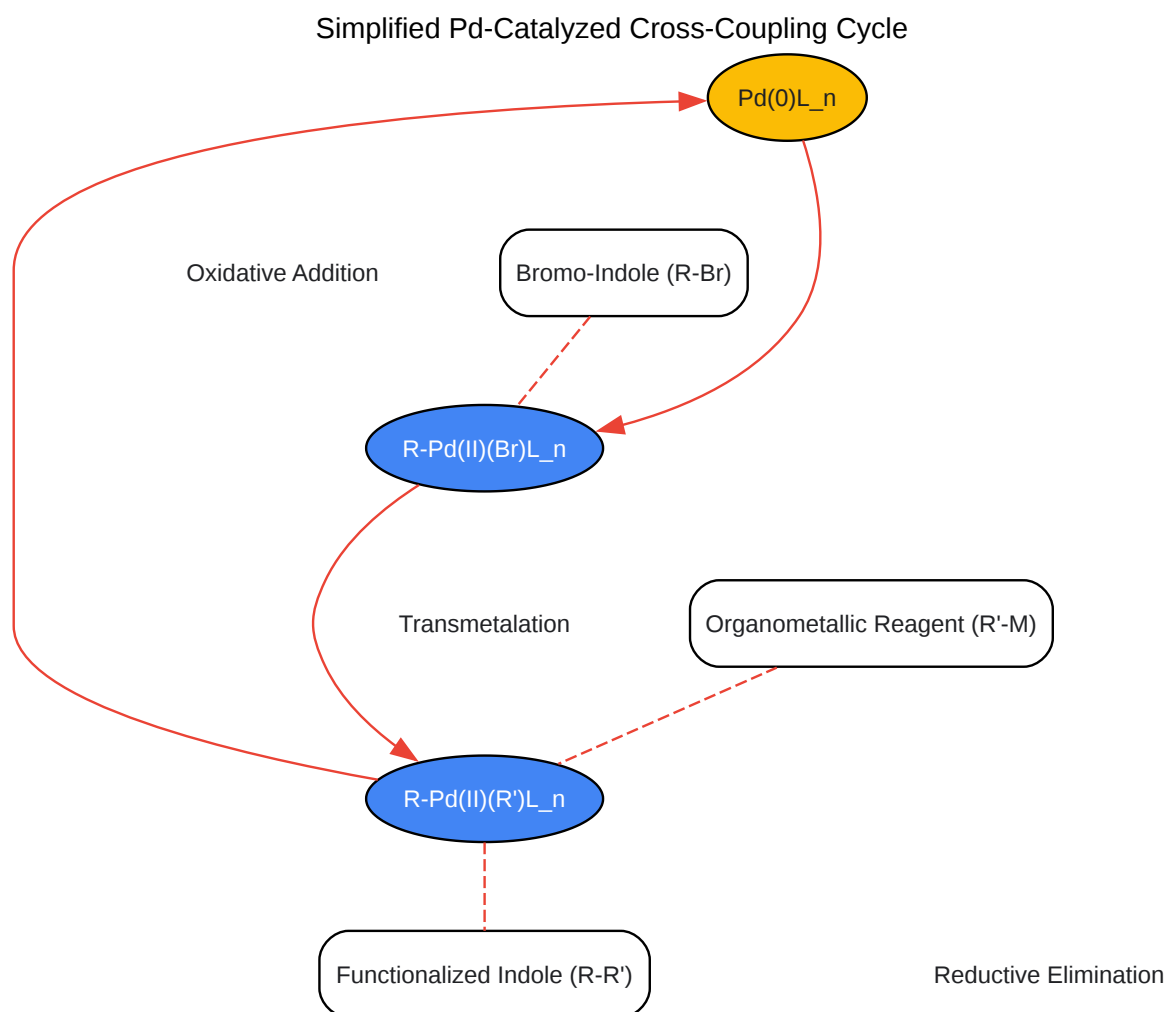 Simplified Pd-Catalyzed Cross-Coupling Cycle
Pd(0)L_n
Oxidative Addition
Bromo-Indole (R-Br)
R-Pd(II)(Br)L_n
Transmetalation
Organometallic Reagent (R'-M)
R-Pd(II)(R')L_n
Functionalized Indole (R-R')
Reductive Elimination